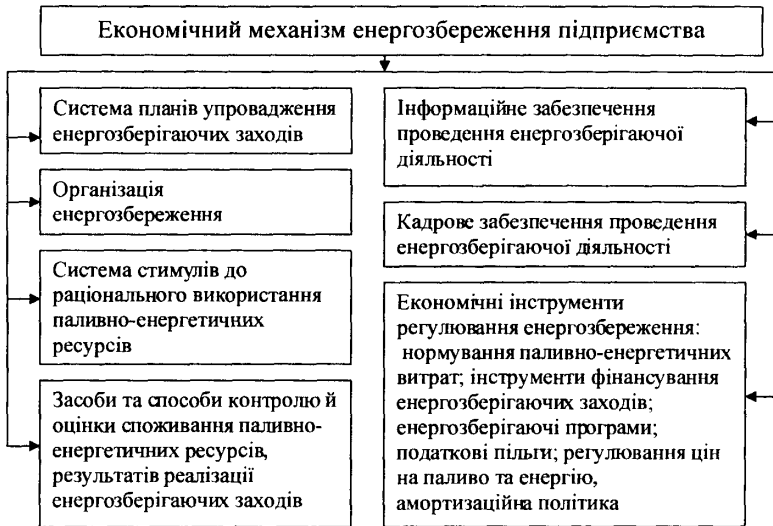 Економічний механізм енергозбереження підприємства
Система планів упровадження
енергозберігаючих заходів
Організація
енергозбереження
Система стимулів до
раціонального використання
паливно-енергетичних
ресурсів
Засоби та способи контролю й
оцінки споживання паливно-
енергетичних ресурсів,
результатів реалізації
енергозберігаючих заходів
Інформаційне забезпечення
проведення енергозберігаючої
діяльності
Кадрове забезпечення проведення
енергозберігаючої діяльності
Економічні інструменти
регулювання енергозбереження:
нормування паливно-енергетичних
витрат; інструменти фінансування
енергозберігаючих заходів;
енергозберігаючі програми;
податкові пільги; регулювання цін
на паливо та енергію,
амортизаційна політика